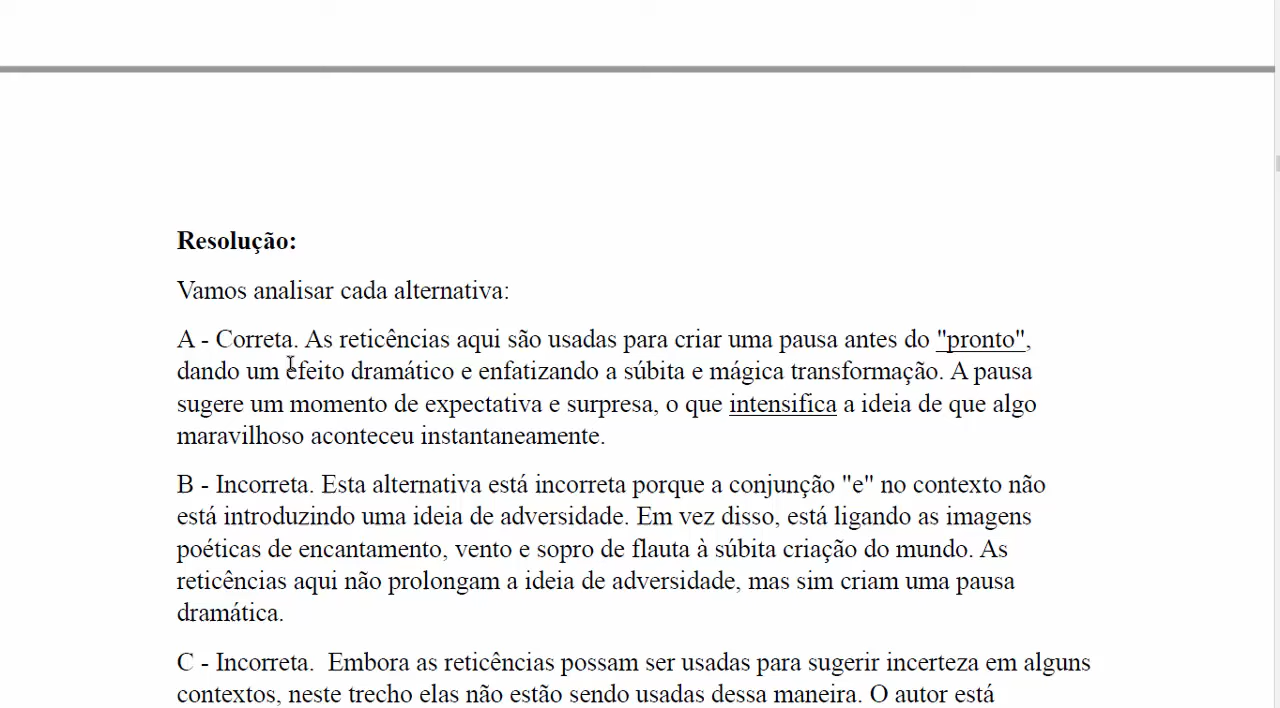 Resolução:
Vamos analisar cada alternativa:
A - Correta. As reticências aqui são usadas para criar uma pausa antes do "pronto",
dando um efeito dramático e enfatizando a súbita e mágica transformação. A pausa
sugere um momento de expectativa e surpresa, o que intensifica a ideia de que algo
maravilhoso aconteceu instantaneamente.
B - Incorreta. Esta alternativa está incorreta porque a conjunção "e" no contexto não
está introduzindo uma ideia de adversidade. Em vez disso, está ligando as imagens
poéticas de encantamento, vento e sopro de flauta à súbita criação do mundo. As
reticências aqui não prolongam a ideia de adversidade, mas sim criam uma pausa
dramática.
C - Incorreta.  Embora as reticências possam ser usadas para sugerir incerteza em alguns
contextos, neste trecho elas não estão sendo usadas dessa maneira. O autor está